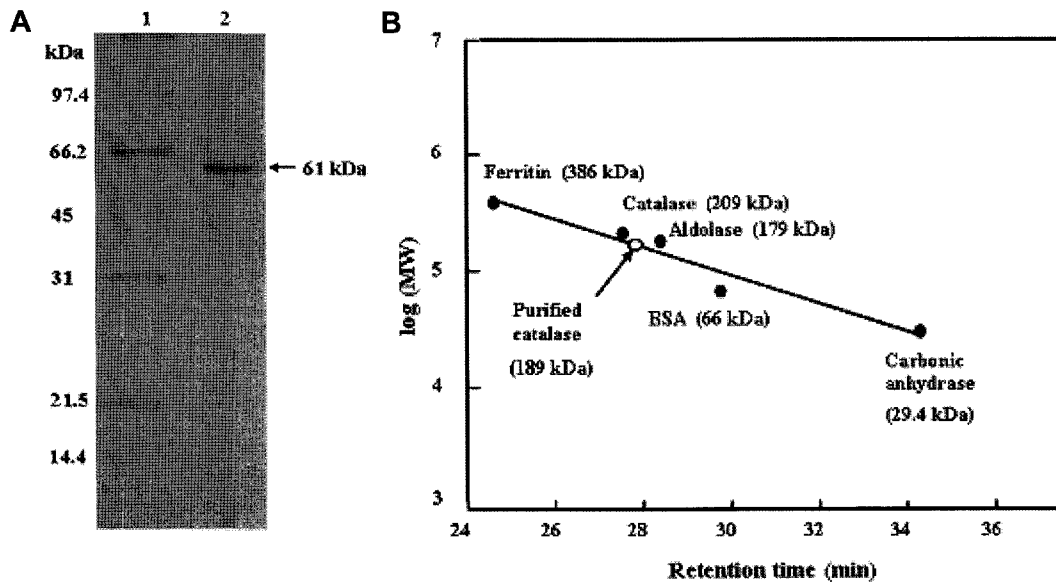 A
1 2
kDa
97.4
66.2
61 kDa
45
31
21.5
14.4
B
7
6
5
4
3
log (MW)
Ferritin (386 kDa)
Catalase (209 kDa)
Aldolase (179 kDa)
Purified
catalase
(189 kDa)
BSA (66 kDa)
Carbonic
anhydrase
(29.4 kDa)
24 26 28 30 32 34 36
Retention time (min)